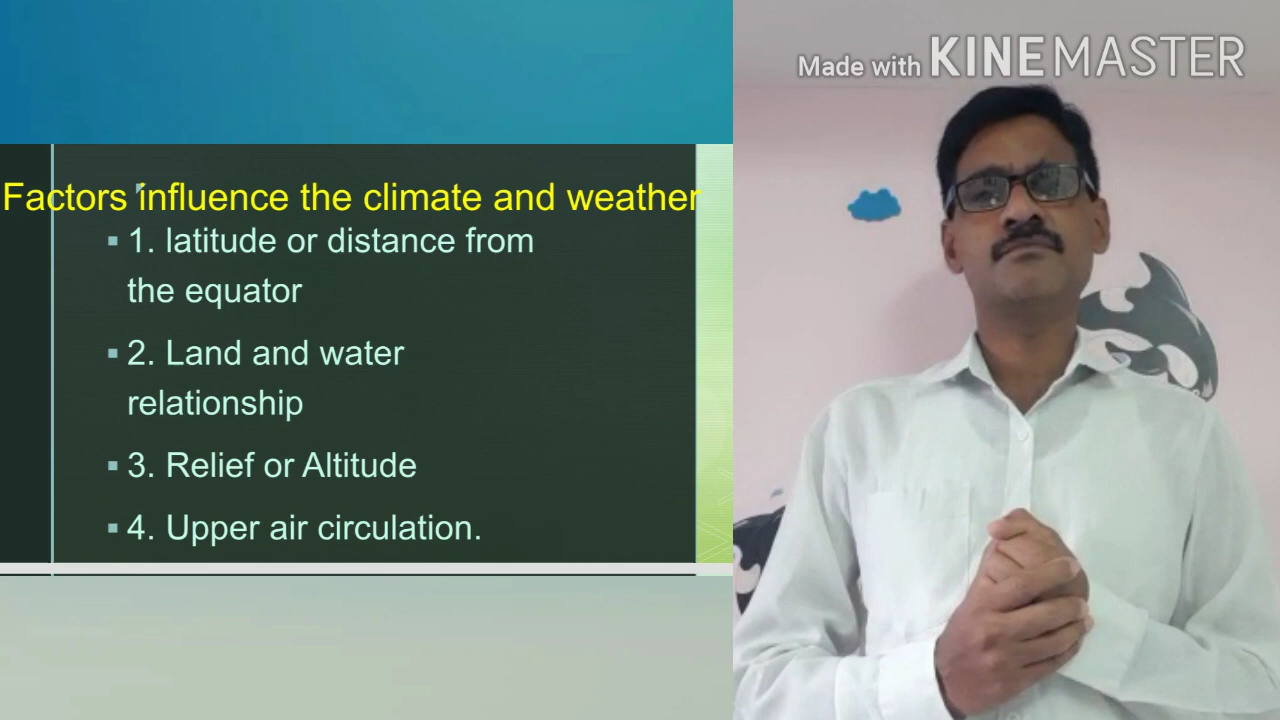 Made with KINEMASTER
Factors influence the climate and weather
▪ 1. latitude or distance from
the equator
▪ 2. Land and water
relationship
▪ 3. Relief or Altitude
▪ 4. Upper air circulation.